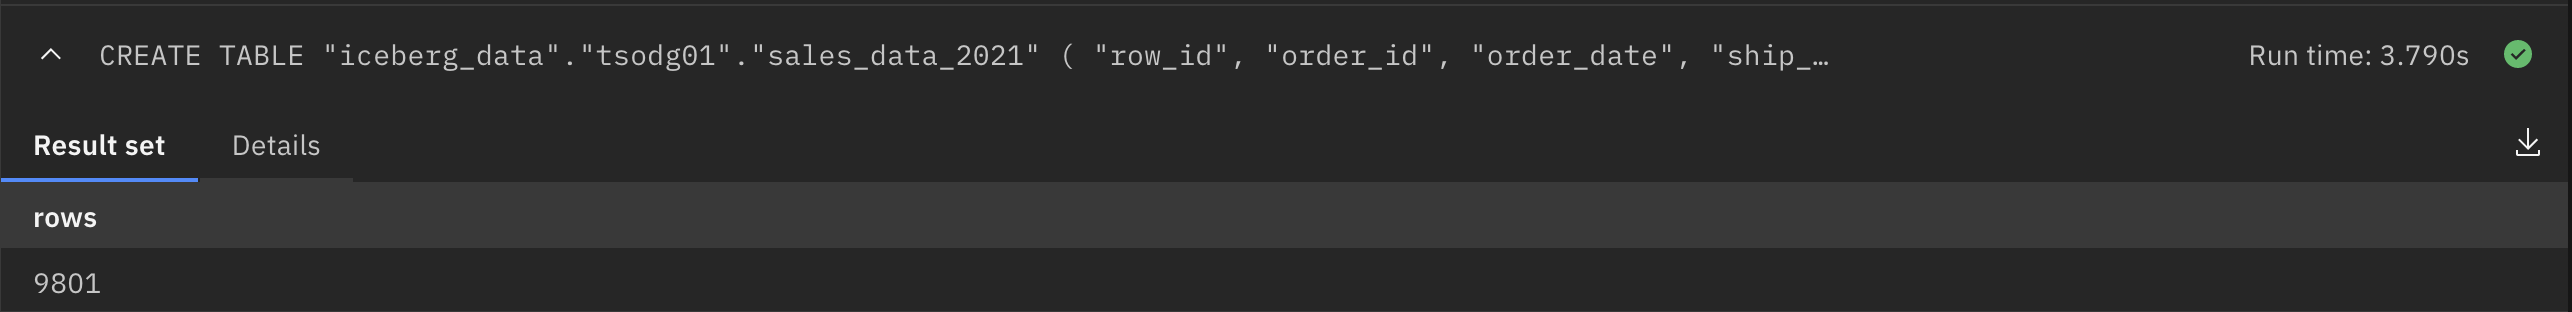 CREATE TABLE "iceberg_data"."tsodg01"."sales_data_2021" ( "row_id", "order_id", "order_date", "ship_… Run time: 3.790s
Result set Details
rows
9801